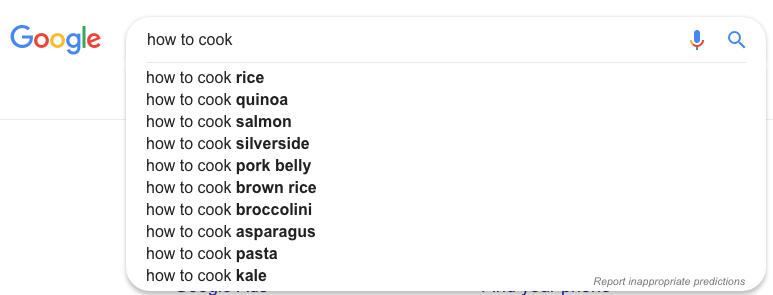 Google
how to cook
how to cook rice
how to cook quinoa
how to cook salmon
how to cook silverside
how to cook pork belly
how to cook brown rice
how to cook broccolini
how to cook asparagus
how to cook pasta
how to cook kale
Report inappropriate predictions